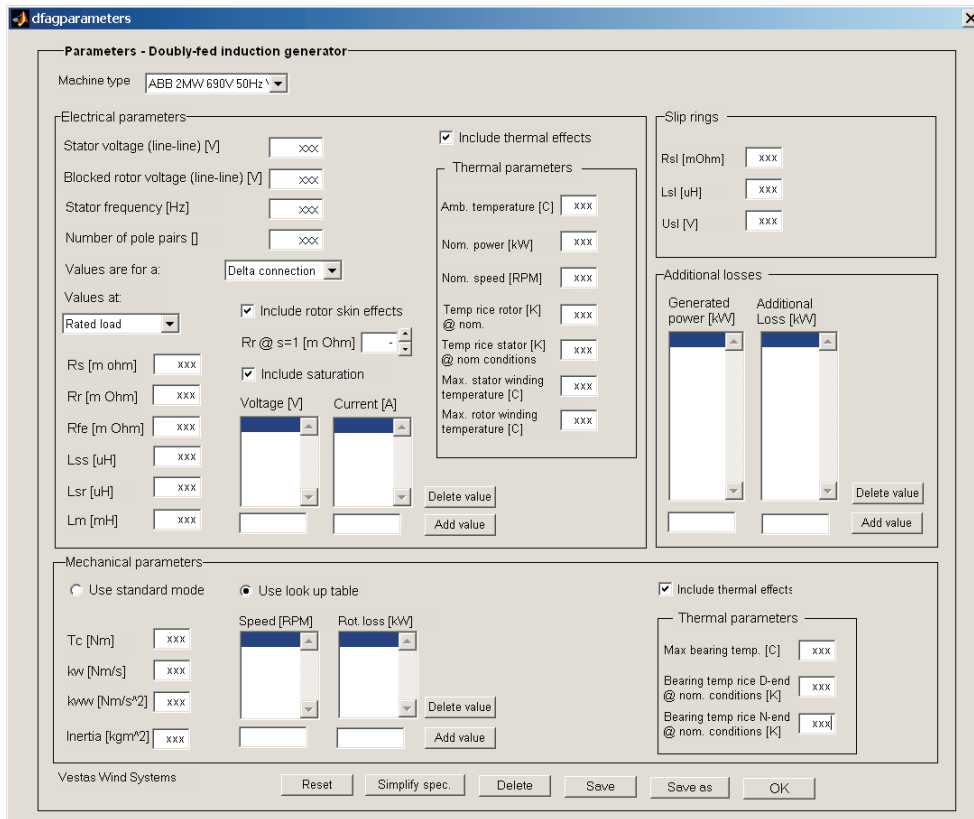 dfagparameters
Parameters - Doubly-fed induction generator
Machine type
ABB 2MW 690V 50Hz
Electrical parameters
Stator voltage (line-line) [V]
xxx
Blocked rotor voltage (line-line) [V]
xxx
Stator frequency [Hz]
xxx
Number of pole pairs []
xxx
Values are for a:
Delta connection
Values at:
Rated load
Rs [m ohm]
xxx
Rr [m Ohm]
xxx
Rfe [m Ohm]
xxx
Lss [uH]
xxx
Lsr [uH]
xxx
Lm [mH]
xxx
Include rotor skin effects
Rr @ s=1 [m Ohm]
-
Include saturation
Voltage [V]
Current [A]
Delete value
Add value
Include thermal effects
Thermal parameters
Amb. temperature [C]
xxx
Nom. power [kW]
xxx
Nom. speed [RPM]
xxx
Temp rice rotor [K]
@ nom.
xxx
Temp rice stator [K]
@ nom conditions
xxx
Max. stator winding
temperature [C]
xxx
Max. rotor winding
temperature [C]
xxx
Slip rings
Rsl [mOhm]
xxx
Lsl [uH]
xxx
Usl [V]
xxx
Additional losses
Generated
power [kW]
Additional
Loss [kW]
Delete value
Add value
Mechanical parameters
Use standard mode
Use look up table
Tc [Nm]
xxx
kw [Nm/s]
xxx
kww [Nm/s^2]
xxx
Inertia [kgm^2]
xxx
Speed [RPM]
Rot. loss [kW]
Delete value
Add value
Include thermal effects
Thermal parameters
Max bearing temp. [C]
xxx
Bearing temp rice D-end
@ nom. conditions [K]
xxx
Bearing temp rice N-end
@ nom. conditions [K]
xxx
Vestas Wind Systems
Reset
Simplify spec.
Delete
Save
Save as
OK